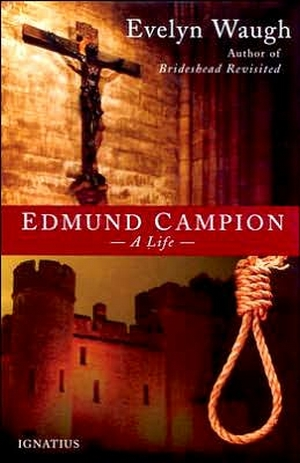 Evelyn Waugh
Author of
Brideshead Revisited
EDMUND CAMPION
— A Life —
IGNATIUS